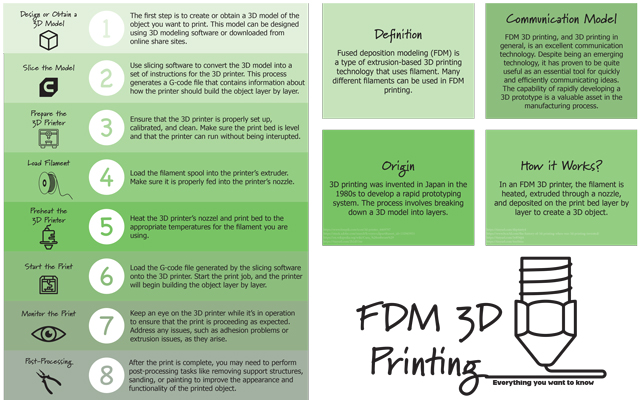 Design or Obtain a
3D Model
1
The first step is to create or obtain a 3D model of the
object you want to print. This model can be designed
using 3D modeling software or downloaded from
online share sites.
Slice the Model
2
Use slicing software to convert the 3D model into a
set of instructions for the 3D printer. This process
generates a G-code file that contains information about
how the printer should build the object layer by layer.
Prepare the
3D Printer
3
Ensure that the 3D printer is properly set up,
calibrated, and clean. Make sure the print bed is level
and that the printer can run without being interupted.
Load Filament
4
Load the filament spool into the printer's extruder.
Make sure it is properly fed into the printer's nozzle.
Preheat the
3D Printer
5
Heat the 3D printer's nozzel and print bed to the
appropriate temperatures for the filament you are
using.
Start the Print
6
Load the G-code file generated by the slicing software
onto the 3D printer. Start the print job, and the printer
will begin building the object layer by layer.
Monitor the Print
7
Keep an eye on the 3D printer while it's in operation
to ensure that the print is proceeding as expected.
Address any issues, such as adhesion problems or
extrusion issues, as they arise.
Post-Processing
8
After the print is complete, you may need to perform
post-processing tasks like removing support structures,
sanding, or painting to improve the appearance and
functionality of the printed object.
Definition
Fused deposition modeling (FDM) is
a type of extrusion-based 3D printing
technology that uses filament. Many
different filaments can be used in FDM
printing.
Communication Model
FDM 3D printing, and 3D printing in
general, is an excellent communication
technology. Despite being an emerging
technology, it has proven to be quite
useful as an essential tool for quickly
and efficiently communicating ideas.
The capability of rapidly developing a
3D prototype is a valuable asset in the
manufacturing process.
Origin
3D printing was invented in Japan in the
1980s to develop a rapid prototyping
system. The process involves breaking
down a 3D model into layers.
How it Works?
In an FDM 3D printer, the filament is
heated, extruded through a nozzle,
and deposited on the print bed layer by
layer to create a 3D object.
FDM 3D
Printing
Everything you want to know